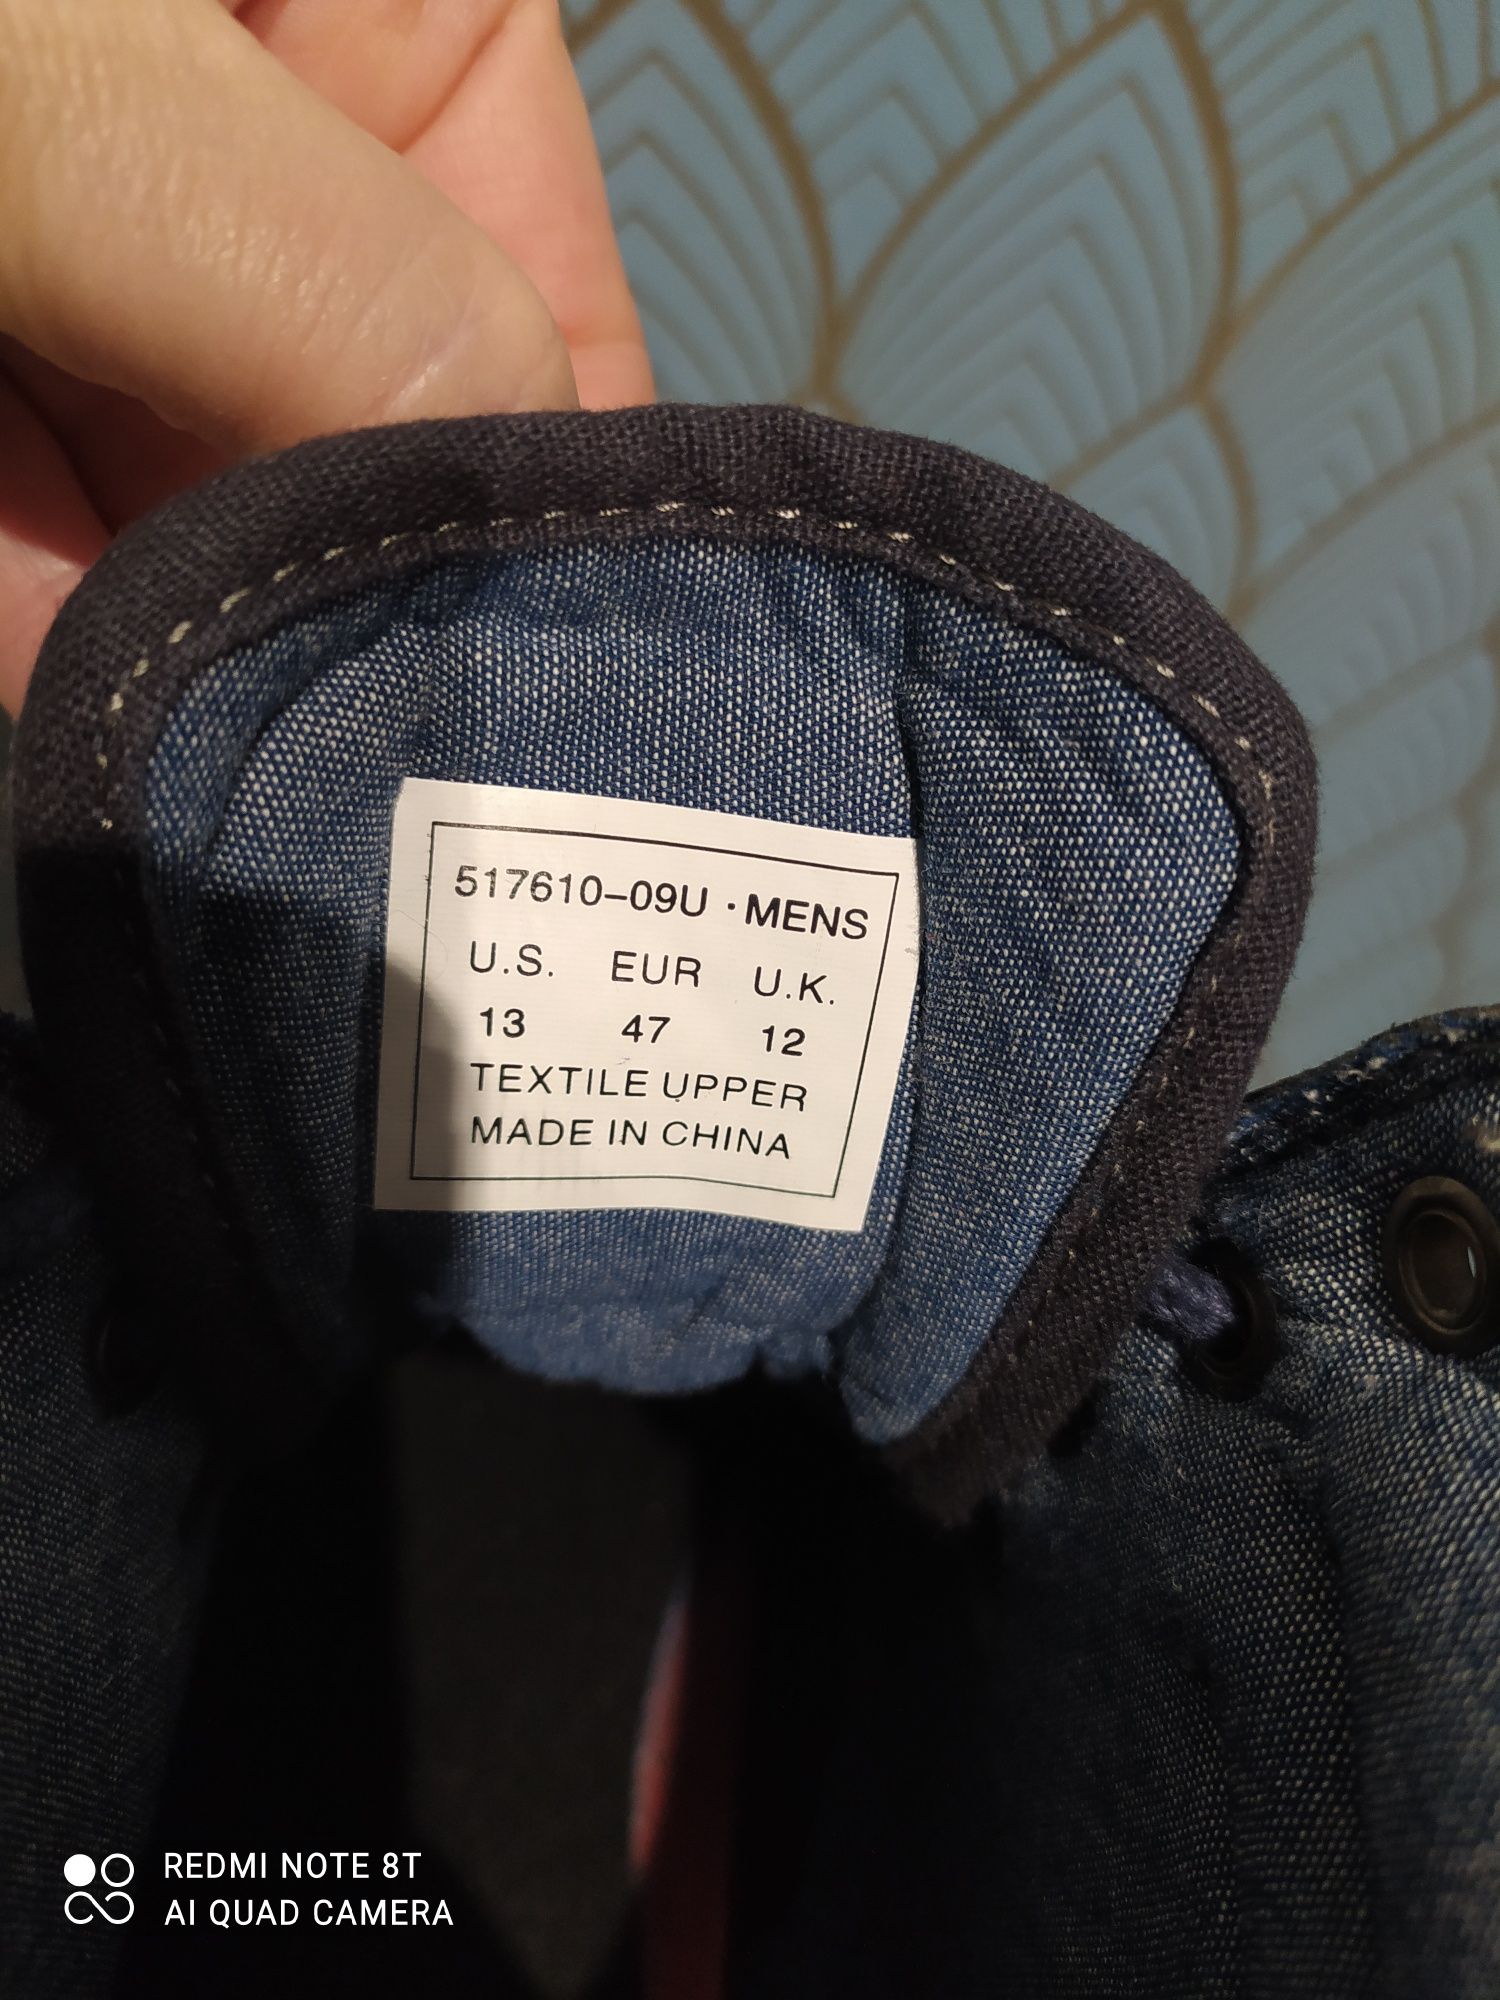 517610-09U · MENS
U.S. EUR U.K.
13 47 12
TEXTILE UPPER
MADE IN CHINA
REDMI NOTE 8T
AI QUAD CAMERA